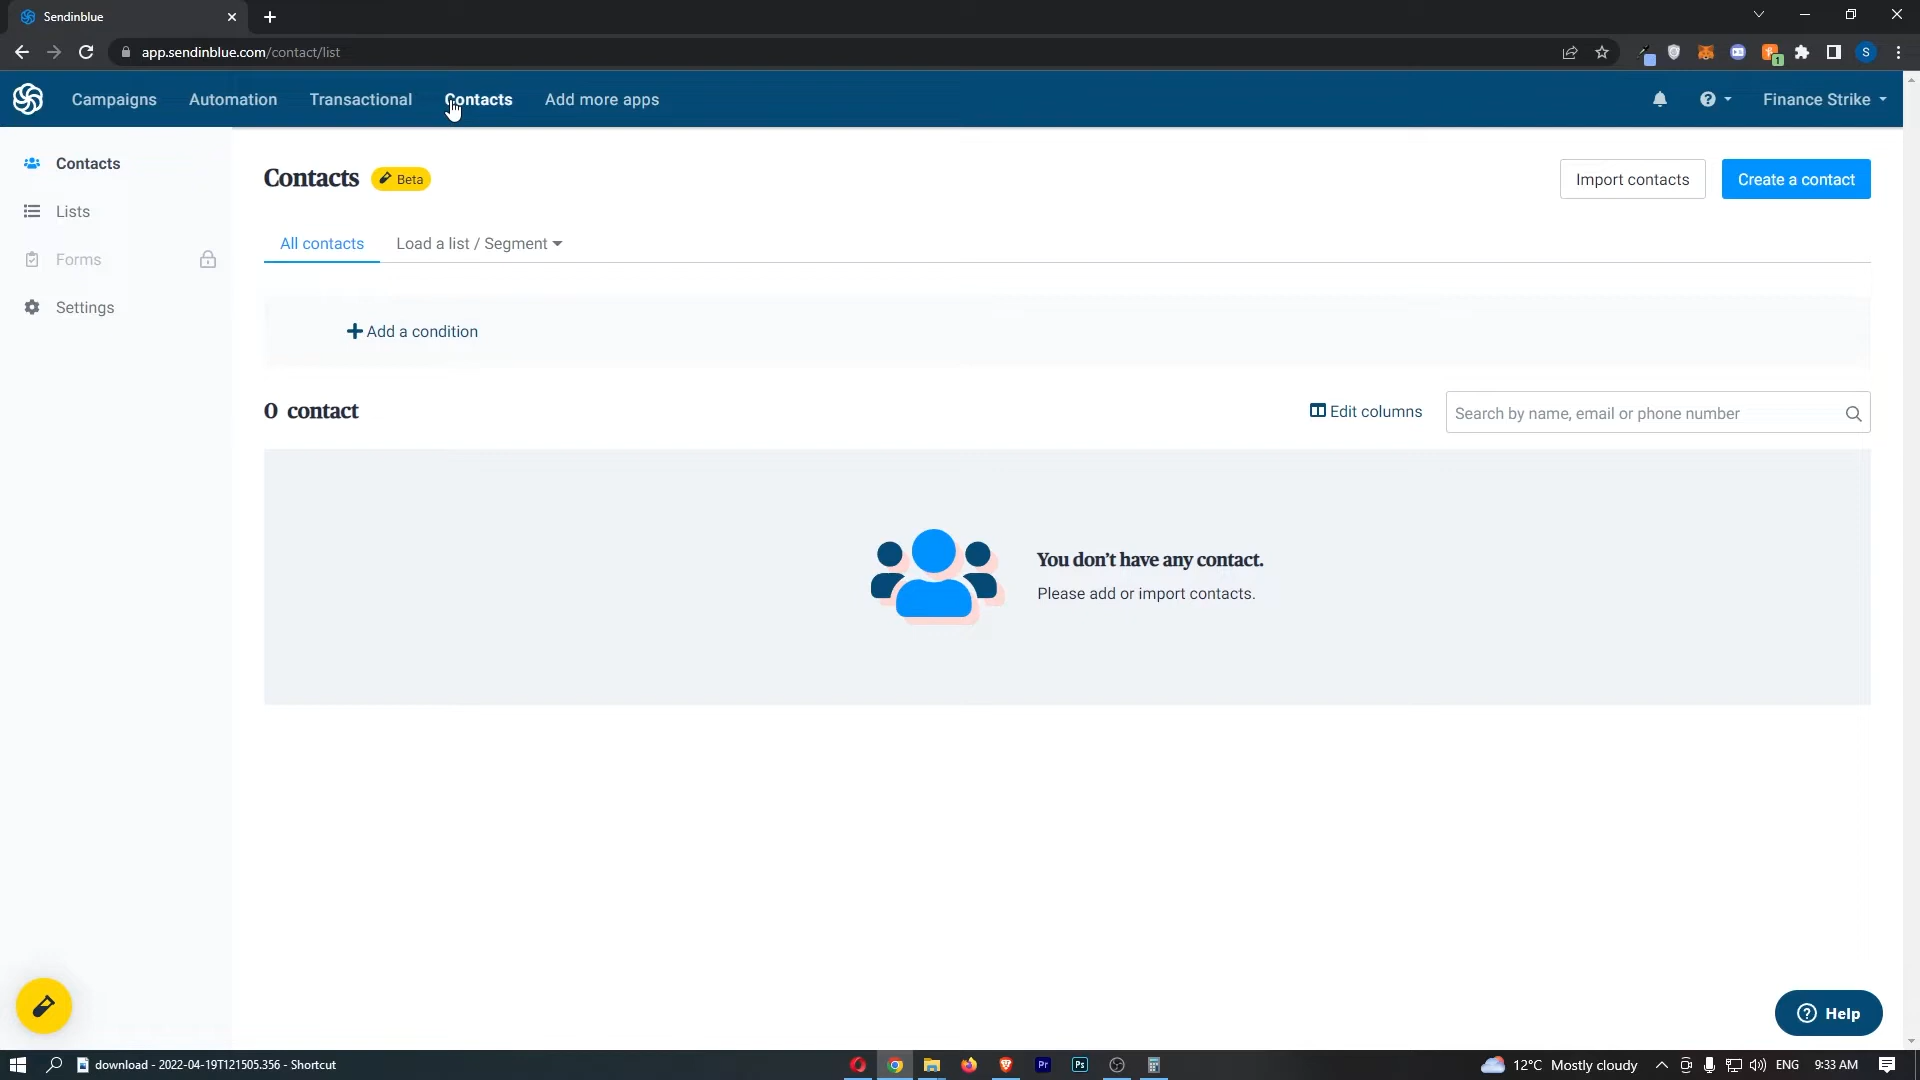 Sendinblue
app.sendinblue.com/contact/list
1
S
Campaigns
Automation
Transactional
Contacts
Add more apps
Finance Strike
Contacts
Lists
Forms
Settings
Contacts
Beta
Import contacts
Create a contact
All contacts
Load a list / Segment
Add a condition
0 contact
Edit columns
Search by name, email or phone number
You don't have any contact.
Please add or import contacts.
Help
download - 2022-04-19T121505.356 - Shortcut
Pr
Ps
12°C Mostly cloudy
ENG
9:33 AM